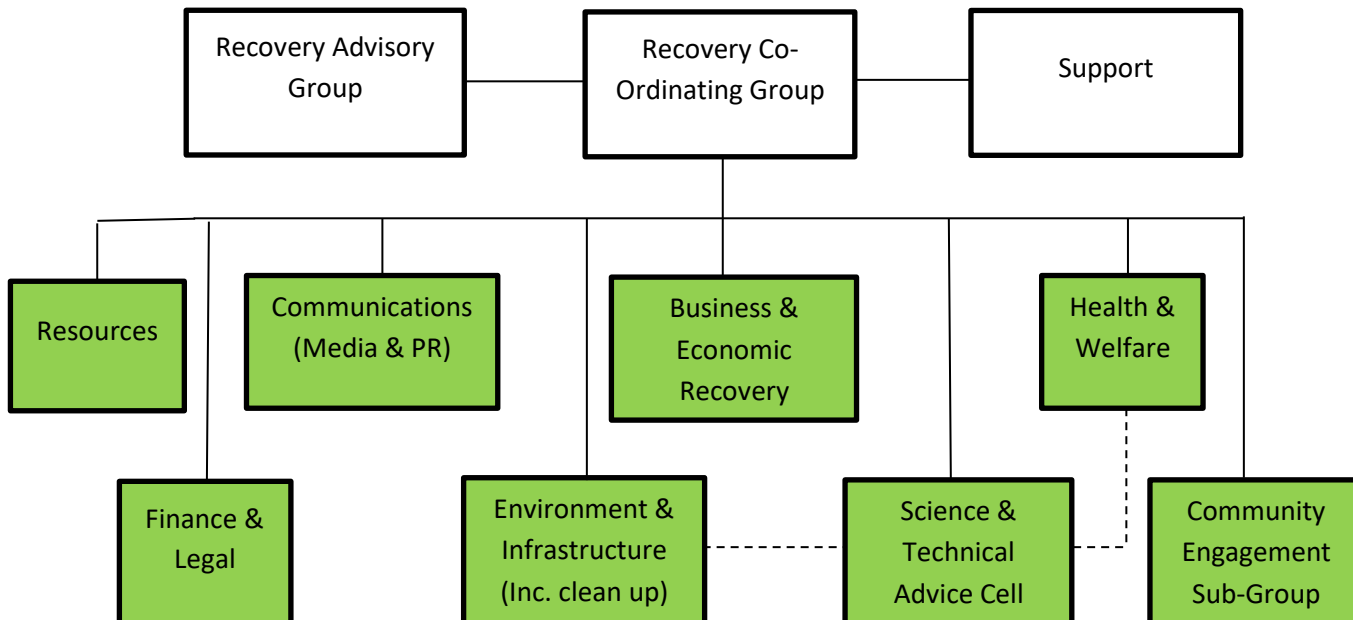 Recovery Advisory
Group
Recovery Co-
Ordinating Group
Support
Resources
Communications
(Media & PR)
Business &
Economic
Recovery
Health &
Welfare
Finance &
Legal
Environment &
Infrastructure
(Inc. clean up)
Science &
Technical
Advice Cell
Community
Engagement
Sub-Group